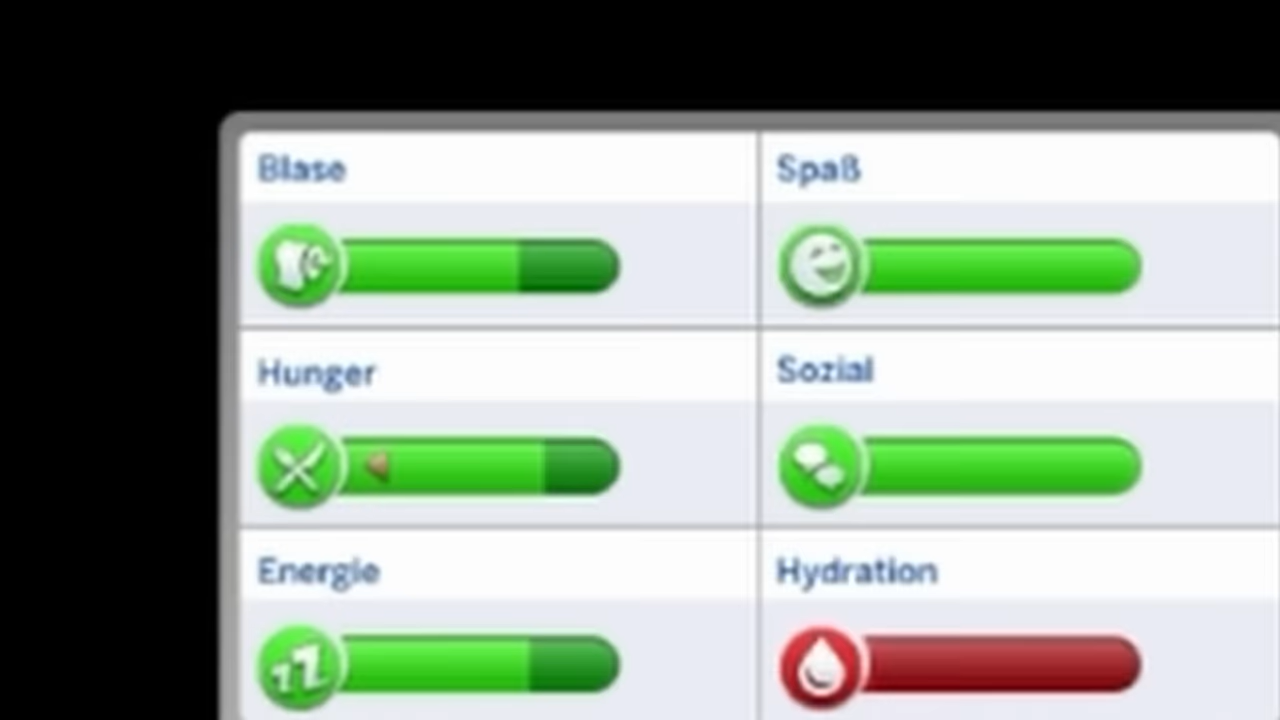 Blase
Spaß
Hunger
Sozial
Energie
Hydration